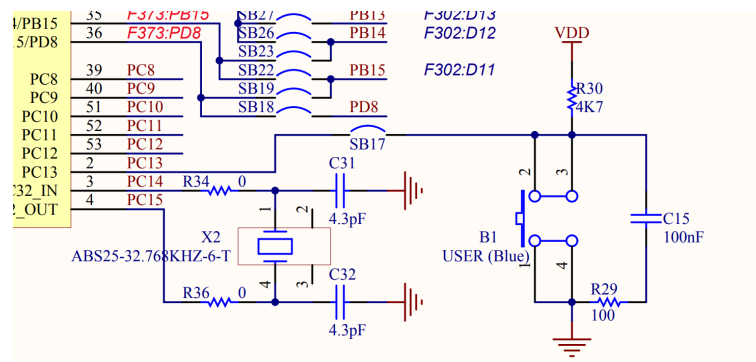 35 F373:PB15 SB27 PB13 F302:D13
4/PB15
36 F373:PD8 SB26 PB14 F302:D12
5/PD8
SB23
39 PC8 SB22 PB15 F302:D11
PC8
40 PC9 SB19
PC9
51 PC10 SB18 PD8
PC10
52 PC11
PC11
53 PC12
PC12
2 PC13 SB17
PC13
3 PC14 R34 0 C31
C32_IN
4.3pF
4 PC15
2_OUT
1 2
X2
ABS25-32.768KHZ-6-T
4 3
C32
R36 0
4.3pF
VDD
R30
4K7
2 3
C15
100nF
B1
USER (Blue)
1 4
R29
100